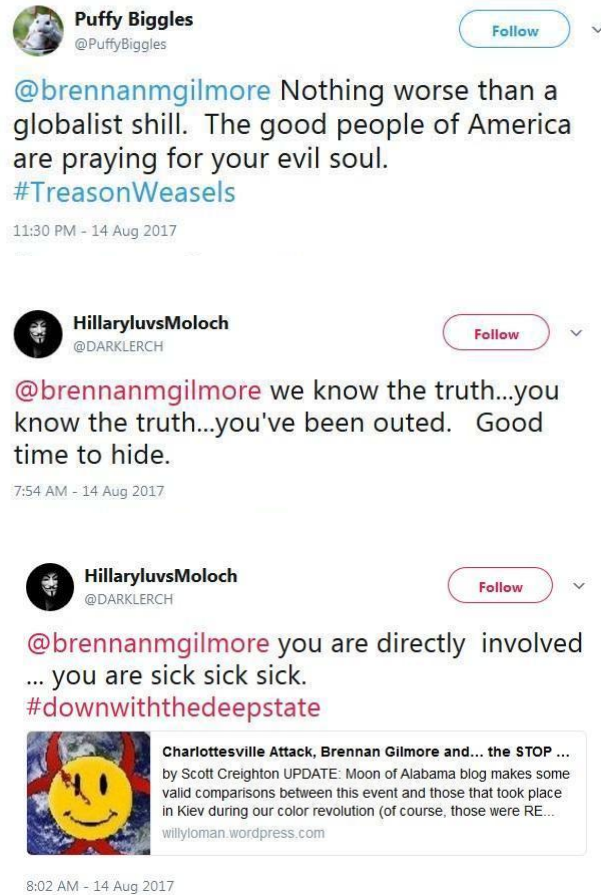 Puffy Biggles
@PuffyBiggles
Follow
@brennanmgilmore Nothing worse than a
globalist shill.  The good people of America
are praying for your evil soul.
#TreasonWeasels
11:30 PM - 14 Aug 2017
HillaryluvsMoloch
@DARKLERCH
Follow
@brennanmgilmore we know the truth...you
know the truth...you've been outed.   Good
time to hide.
7:54 AM - 14 Aug 2017
HillaryluvsMoloch
@DARKLERCH
Follow
@brennanmgilmore you are directly  involved
... you are sick sick sick.
#downwiththedeepstate
Charlottesville Attack, Brennan Gilmore and... the STOP ...
by Scott Creighton UPDATE: Moon of Alabama blog makes some
valid comparisons between this event and those that took place
in Kiev during our color revolution (of course, those were RE...
willyloman.wordpress.com
8:02 AM - 14 Aug 2017